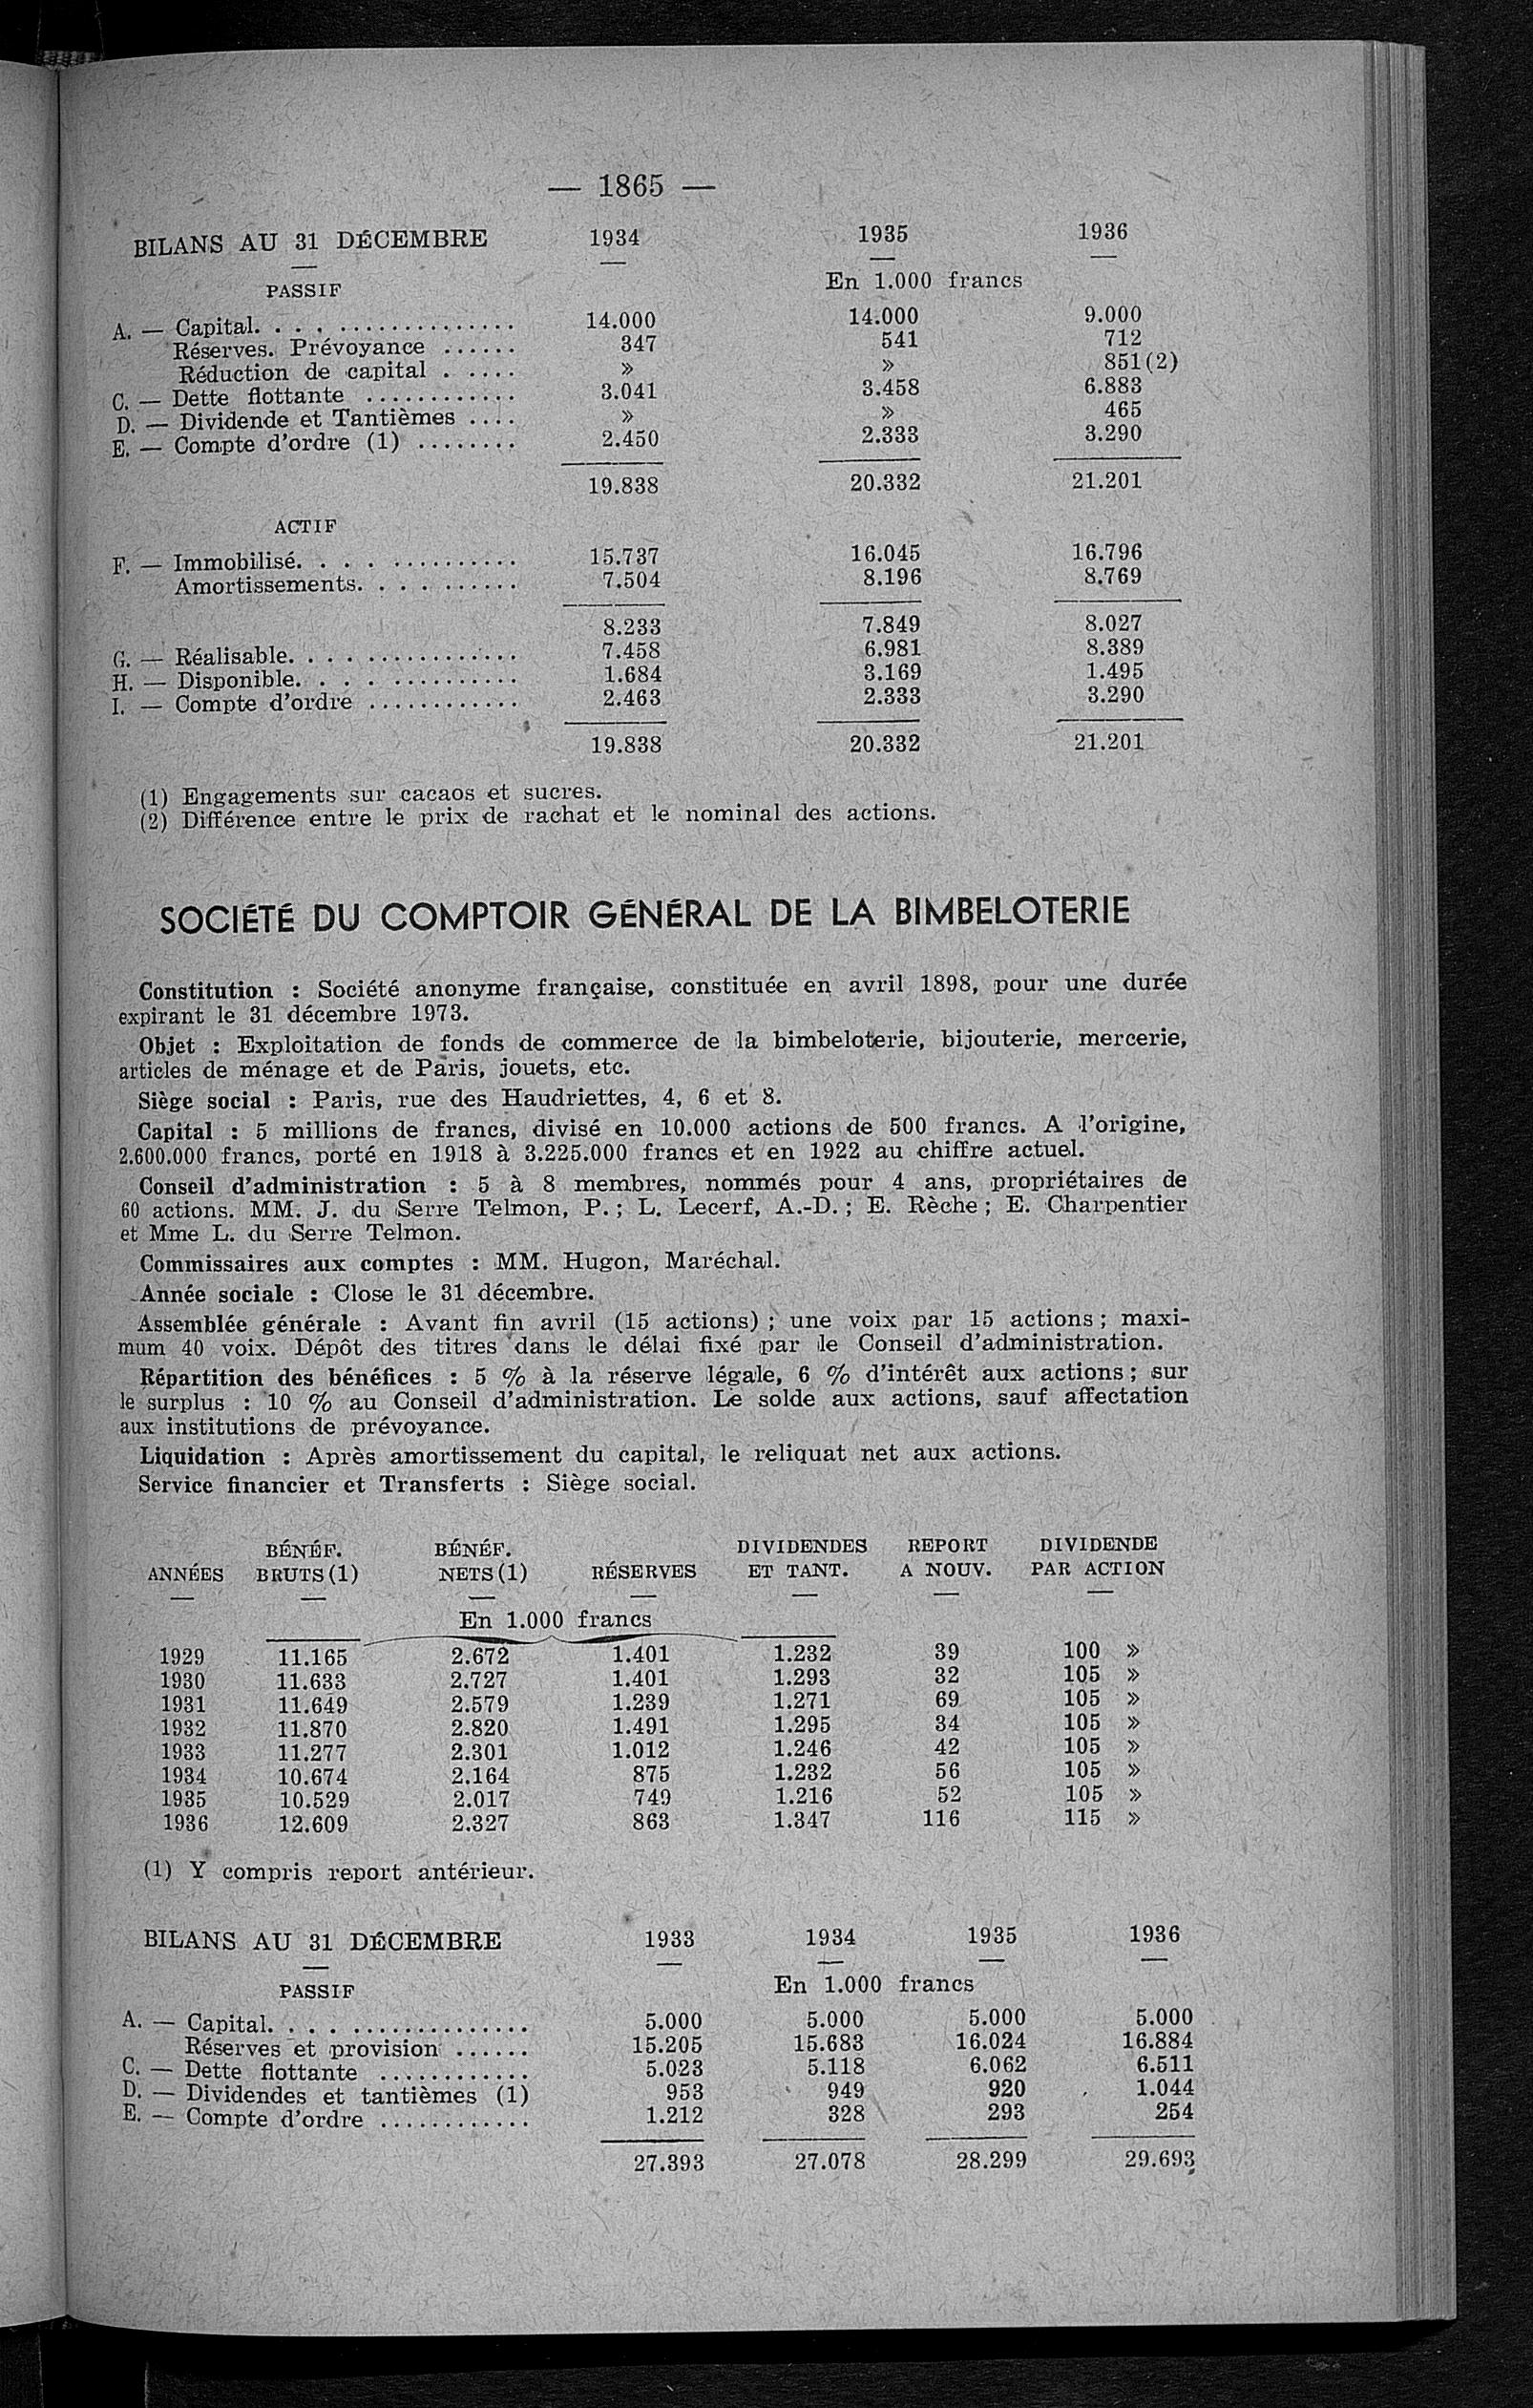 — 1865 —
BILANS AU 31 DÉCEMBRE 1934 1935 1936
PASSIF En 1.000 francs
A. — Capital. . . . . . . . . . . . . . . . . . 14.000 14.000 9.000
Réserves. Prévoyance . . . . . . 347 541 712
Réduction de capital . . . . . » » 851(2)
C. — Dette flottante . . . . . . . . . . . . 3.041 3.458 6.883
D. — Dividende et Tantièmes . . . . » » 465
E. — Compte d'ordre (1) . . . . . . . . 2.450 2.333 3.290
19.838 20.332 21.201
ACTIF
F. — Immobilisé. . . . . . . . . . . . . . . 15.737 16.045 16.796
Amortissements. . . . . . . . . . . 7.504 8.196 8.769
8.233 7.849 8.027
G. — Réalisable. . . . . . . . . . . . . . . . 7.458 6.981 8.389
H. — Disponible. . . . . . . . . . . . . . . 1.684 3.169 1.495
I. — Compte d'ordre . . . . . . . . . . . . 2.463 2.333 3.290
19.838 20.332 21.201
(1) Engagements sur cacaos et sucres.
(2) Différence entre le prix de rachat et le nominal des actions.
SOCIÉTÉ DU COMPTOIR GÉNÉRAL DE LA BIMBELOTERIE
Constitution : Société anonyme française, constituée en avril 1898, pour une durée
expirant le 31 décembre 1973.
Objet : Exploitation de fonds de commerce de la bimbeloterie, bijouterie, mercerie,
articles de ménage et de Paris, jouets, etc.
Siège social : Paris, rue des Haudriettes, 4, 6 et 8.
Capital : 5 millions de francs, divisé en 10.000 actions de 500 francs. A l'origine,
2.600.000 francs, porté en 1918 à 3.225.000 francs et en 1922 au chiffre actuel.
Conseil d'administration : 5 à 8 membres, nommés pour 4 ans, propriétaires de
60 actions. MM. J. du Serre Telmon, P. ; L. Lecerf, A.-D. ; E. Rèche ; E. Charpentier
et Mme L. du Serre Telmon.
Commissaires aux comptes : MM. Hugon, Maréchal.
Année sociale : Close le 31 décembre.
Assemblée générale : Avant fin avril (15 actions) ; une voix par 15 actions ; maxi-
mum 40 voix. Dépôt des titres dans le délai fixé par le Conseil d'administration.
Répartition des bénéfices : 5 % à la réserve légale, 6 % d'intérêt aux actions ; sur
le surplus : 10 % au Conseil d'administration. Le solde aux actions, sauf affectation
aux institutions de prévoyance.
Liquidation : Après amortissement du capital, le reliquat net aux actions.
Service financier et Transferts : Siège social.
BÉNÉF. BÉNÉF. DIVIDENDES REPORT DIVIDENDE
ANNÉES BRUTS(1) NETS(1) RÉSERVES ET TANT. A NOUV. PAR ACTION
En 1.000 francs
1929 11.165 2.672 1.401 1.232 39 100 »
1930 11.633 2.727 1.401 1.293 32 105 »
1931 11.649 2.579 1.239 1.271 69 105 »
1932 11.870 2.820 1.491 1.295 34 105 »
1933 11.277 2.301 1.012 1.246 42 105 »
1934 10.674 2.164 875 1.232 56 105 »
1935 10.529 2.017 749 1.216 52 105 »
1936 12.609 2.327 863 1.347 116 115 »
(1) Y compris report antérieur.
BILANS AU 31 DÉCEMBRE 1933 1934 1935 1936
PASSIF En 1.000 francs
A. — Capital. . . . . . . . . . . . . . . . . . 5.000 5.000 5.000 5.000
Réserves et provision . . . . . . 15.205 15.683 16.024 16.884
C. — Dette flottante . . . . . . . . . . . . 5.023 5.118 6.062 6.511
D. — Dividendes et tantièmes (1) 953 949 920 1.044
E. — Compte d'ordre . . . . . . . . . . . . 1.212 328 293 254
27.393 27.078 28.299 29.693